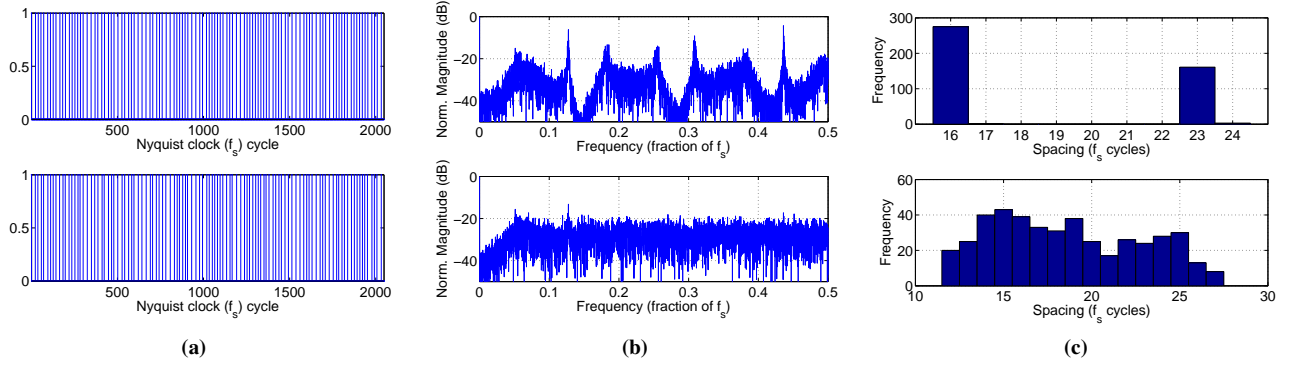 1
0.5
0
500 1000 1500 2000
Nyquist clock (f_s) cycle
0
−20
−40
0 0.1 0.2 0.3 0.4 0.5
Norm. Magnitude (dB)
Frequency (fraction of f_s)
300
200
100
0
16 17 18 19 20 21 22 23 24
Frequency
Spacing (f_s cycles)
1
0.5
0
500 1000 1500 2000
Nyquist clock (f_s) cycle
0
−20
−40
0 0.1 0.2 0.3 0.4 0.5
Norm. Magnitude (dB)
Frequency (fraction of f_s)
60
40
20
0
10 15 20 25 30
Frequency
Spacing (f_s cycles)
(a) (b) (c)